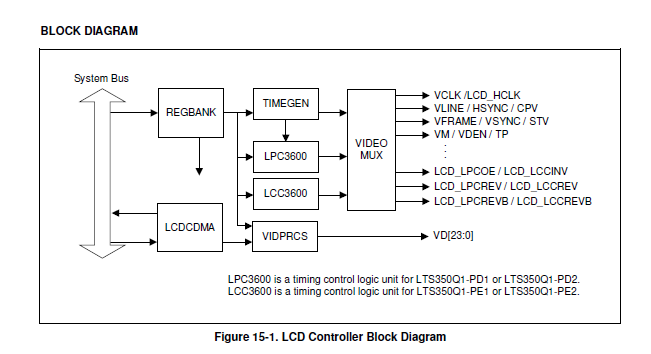 BLOCK DIAGRAM
System Bus
REGBANK
TIMEGEN
LPC3600
LCC3600
VIDEO
MUX
LCDCDMA
VIDPRCS
VCLK /LCD_HCLK
VLINE / HSYNC / CPV
VFRAME / VSYNC / STV
VM / VDEN / TP
:
:
LCD_LPCOE / LCD_LCCINV
LCD_LPCREV / LCD_LCCREV
LCD_LPCREVB / LCD_LCCREVB
VD[23:0]
LPC3600 is a timing control logic unit for LTS350Q1-PD1 or LTS350Q1-PD2.
LCC3600 is a timing control logic unit for LTS350Q1-PE1 or LTS350Q1-PE2.
Figure 15-1. LCD Controller Block Diagram